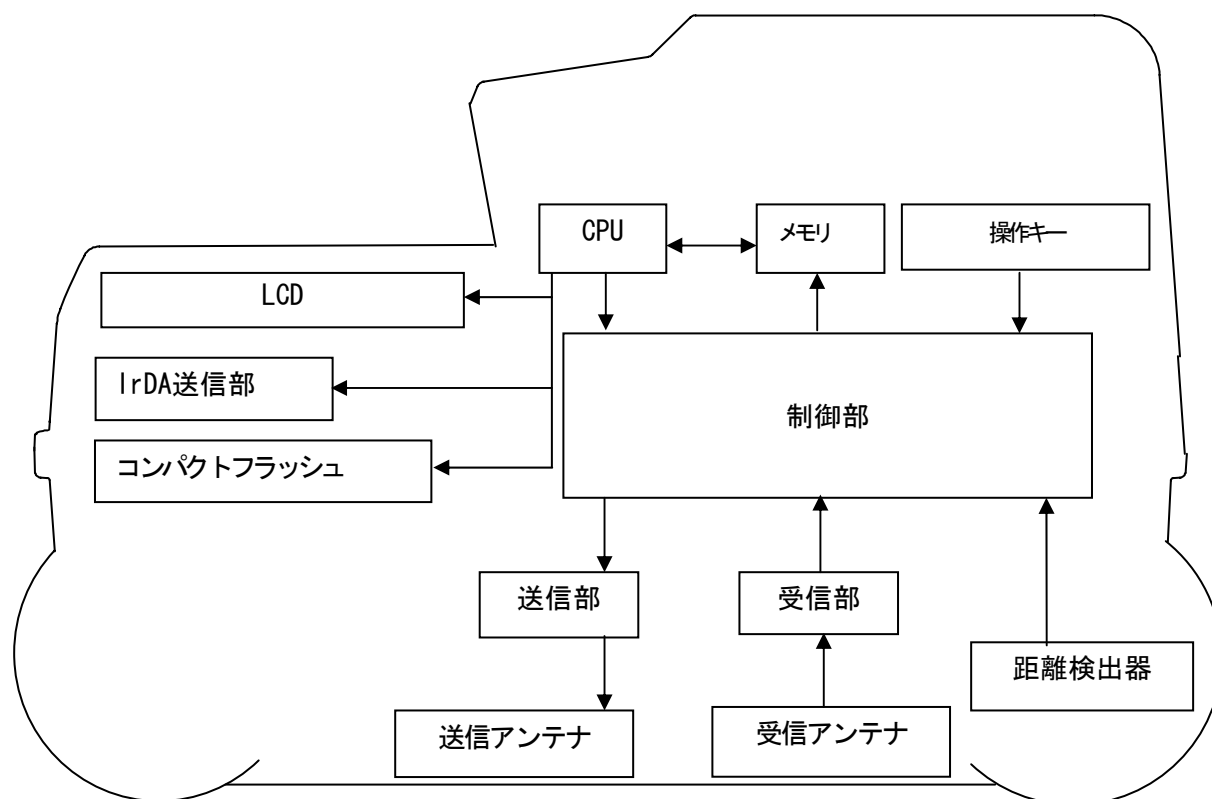 CPU
メモリ
操作キー
LCD
IrDA送信部
制御部
コンパクトフラッシュ
送信部
受信部
距離検出器
送信アンテナ
受信アンテナ